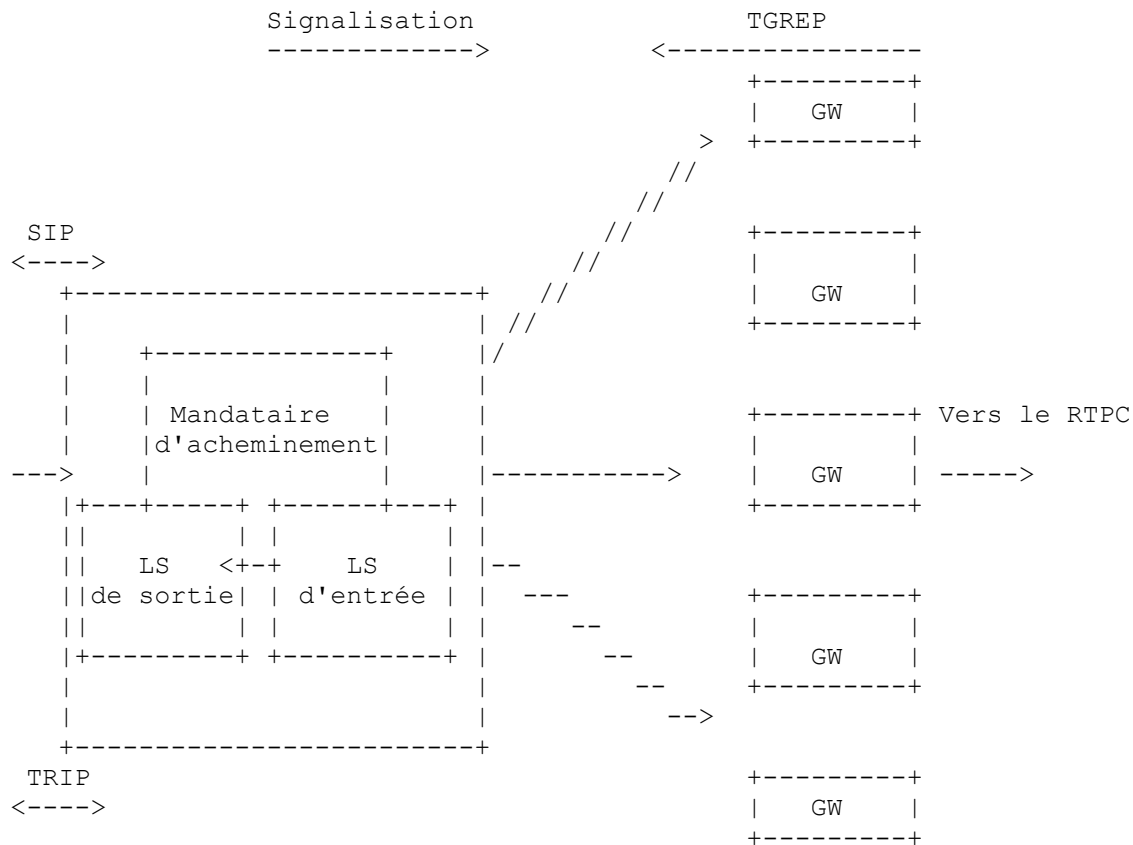 Signalisation TGREP
GW
SIP
GW
Mandataire Vers le RTPC
d'acheminement
GW
LS LS
de sortie d'entrée
GW
TRIP
GW